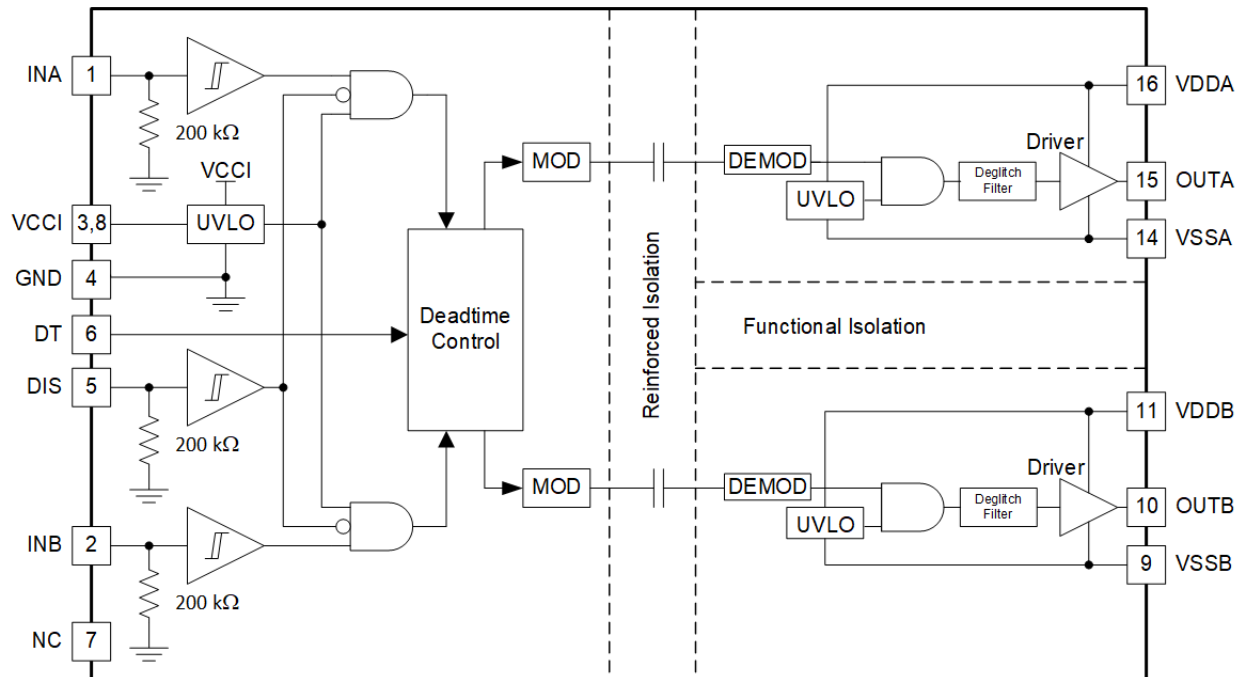 INA
1
200 kΩ
VCCI
VCCI
3,8
UVLO
GND
4
DT
6
DIS
5
200 kΩ
INB
2
200 kΩ
NC
7
Deadtime
Control
MOD
MOD
Reinforced Isolation
Functional Isolation
DEMOD
UVLO
Deglitch
Filter
Driver
16
VDDA
15
OUTA
14
VSSA
DEMOD
UVLO
Deglitch
Filter
Driver
11
VDDB
10
OUTB
9
VSSB